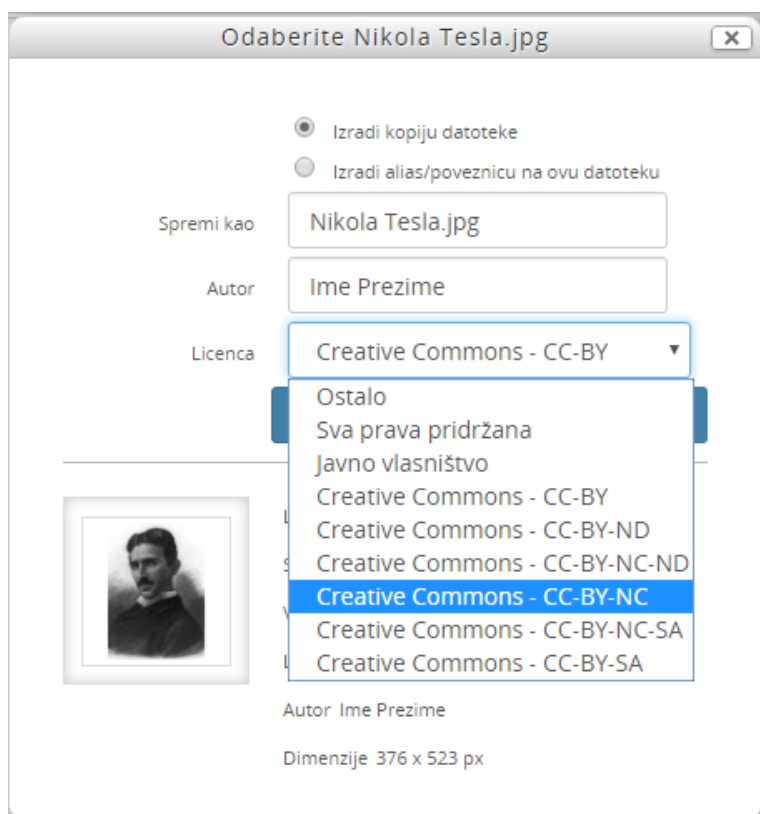 Odaberite Nikola Tesla.jpg
Izradi kopiju datoteke
Izradi alias/poveznicu na ovu datoteku
Spremi kao Nikola Tesla.jpg
Autor Ime Prezime
Licenca Creative Commons - CC-BY
Ostalo
Sva prava pridržana
Javno vlasništvo
Creative Commons - CC-BY
Creative Commons - CC-BY-ND
Creative Commons - CC-BY-NC-ND
Creative Commons - CC-BY-NC
Creative Commons - CC-BY-NC-SA
Creative Commons - CC-BY-SA
Autor Ime Prezime
Dimenzije 376 x 523 px